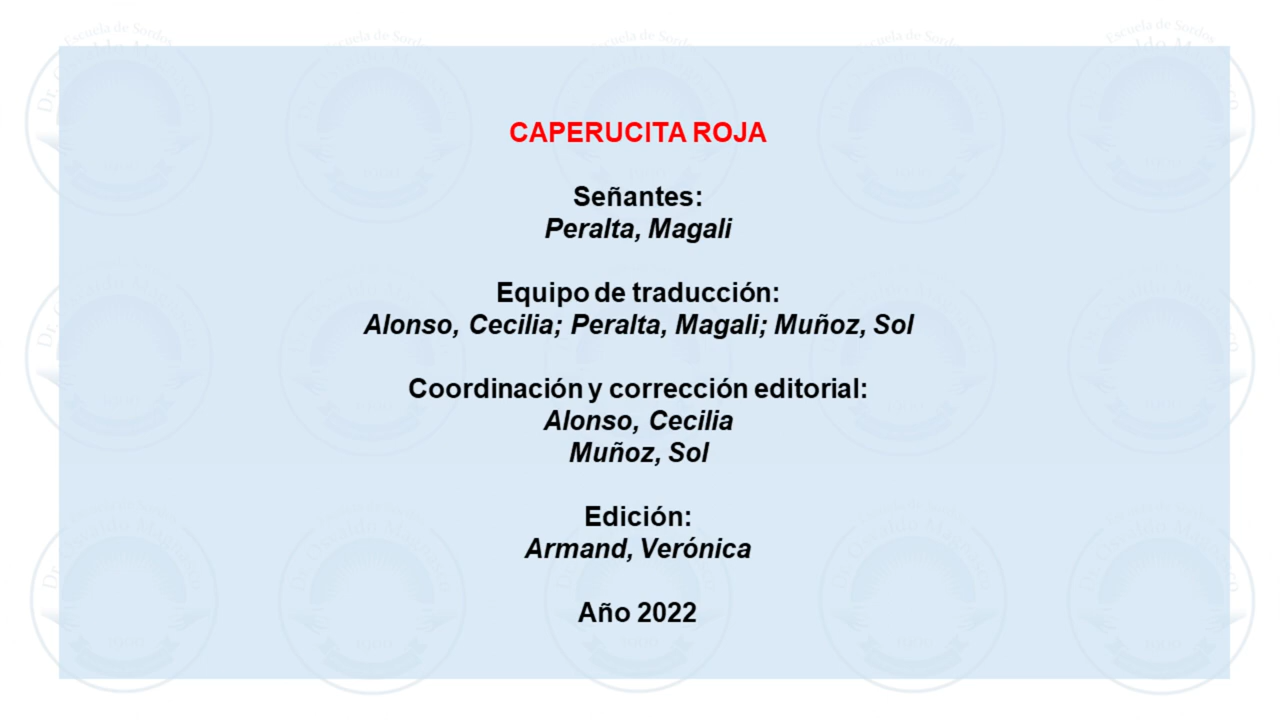 CAPERUCITA ROJA
Señantes:
Peralta, Magali
Equipo de traducción:
Alonso, Cecilia; Peralta, Magali; Muñoz, Sol
Coordinación y corrección editorial:
Alonso, Cecilia
Muñoz, Sol
Edición:
Armand, Verónica
Año 2022